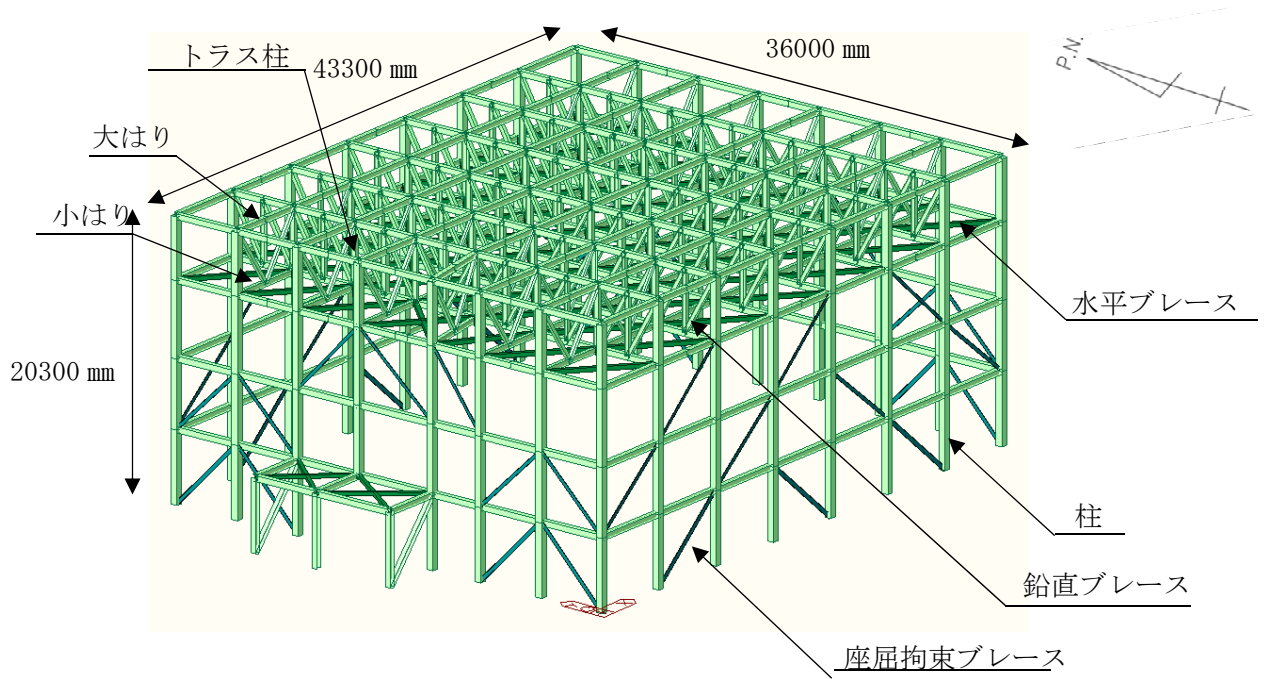 トラス柱
43300 ㎜
36000 ㎜
P.N.
大はり
小はり
20300 ㎜
水平ブレース
柱
鉛直ブレース
座屈拘束ブレース